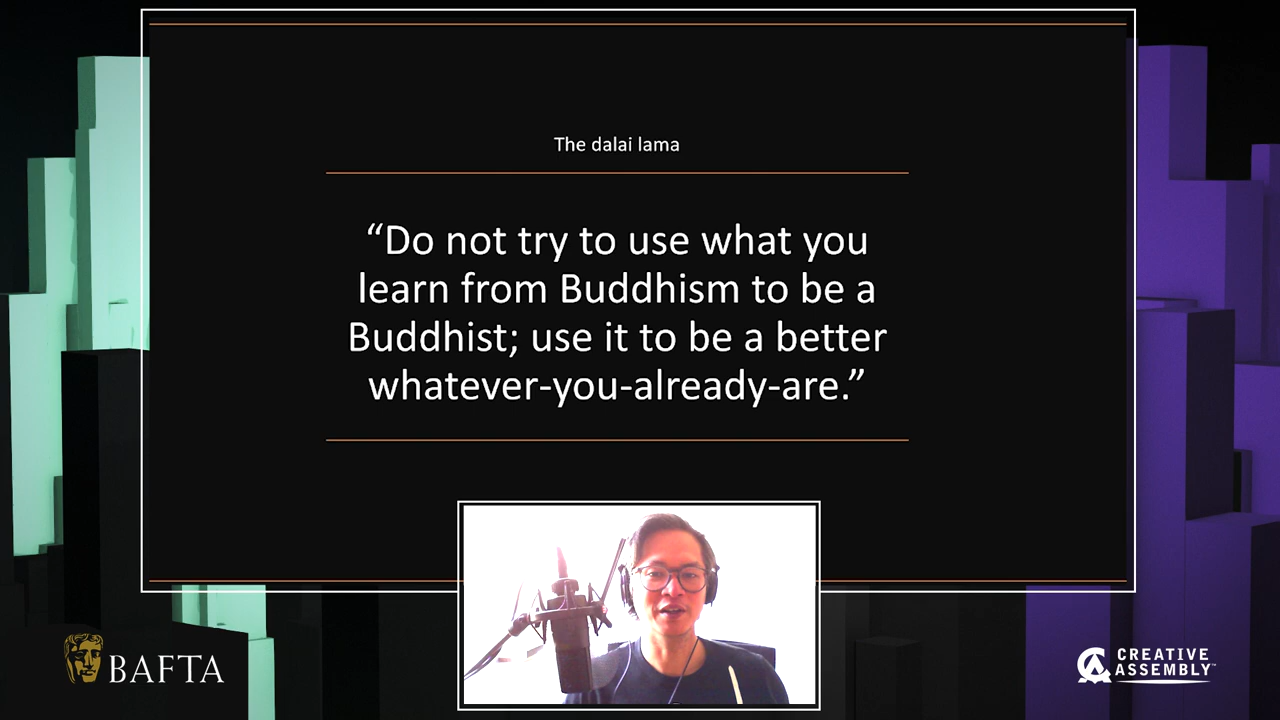 The dalai lama
“Do not try to use what you
learn from Buddhism to be a
Buddhist; use it to be a better
whatever-you-already-are.”
BAFTA
CREATIVE
ASSEMBLY™